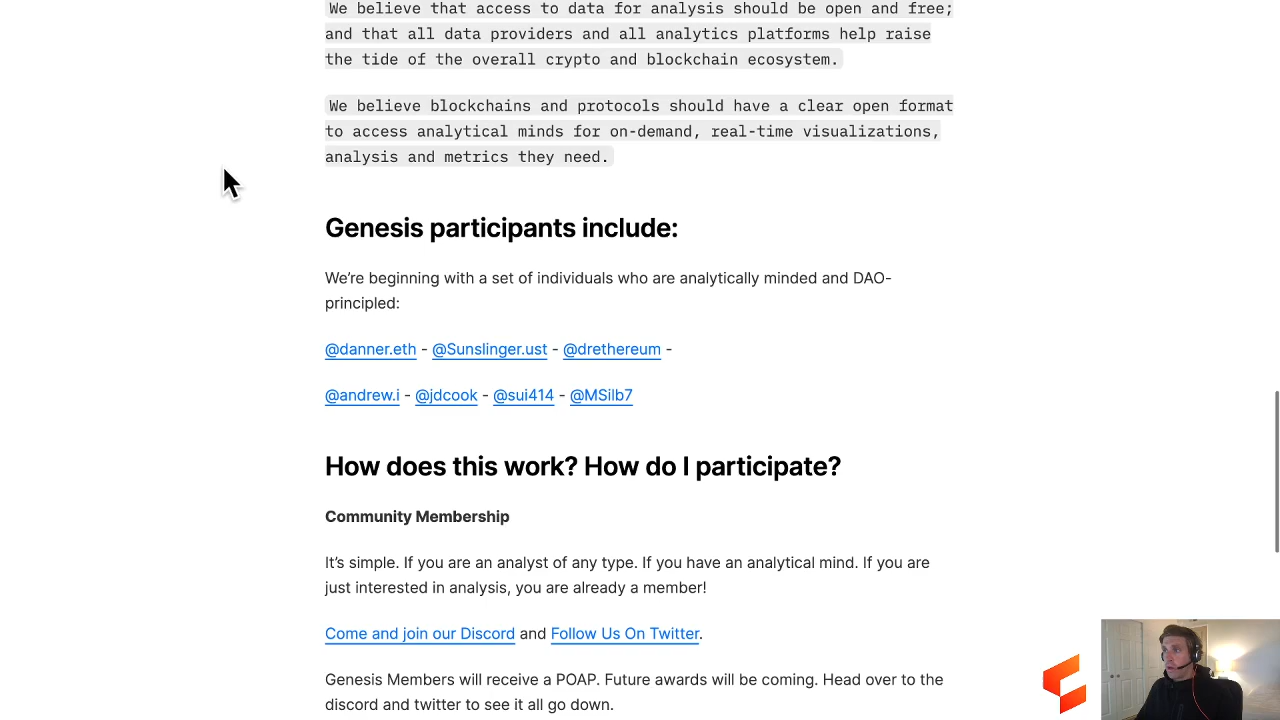 We believe that access to data for analysis should be open and free;
and that all data providers and all analytics platforms help raise
the tide of the overall crypto and blockchain ecosystem.
We believe blockchains and protocols should have a clear open format
to access analytical minds for on-demand, real-time visualizations,
analysis and metrics they need.
Genesis participants include:
We’re beginning with a set of individuals who are analytically minded and DAO-
principled:
@danner.eth - @Sunslinger.ust - @drethereum -
@andrew.i - @jdcook - @sui414 - @MSilb7
How does this work? How do I participate?
Community Membership
It’s simple. If you are an analyst of any type. If you have an analytical mind. If you are
just interested in analysis, you are already a member!
Come and join our Discord and Follow Us On Twitter.
Genesis Members will receive a POAP. Future awards will be coming. Head over to the
discord and twitter to see it all go down.